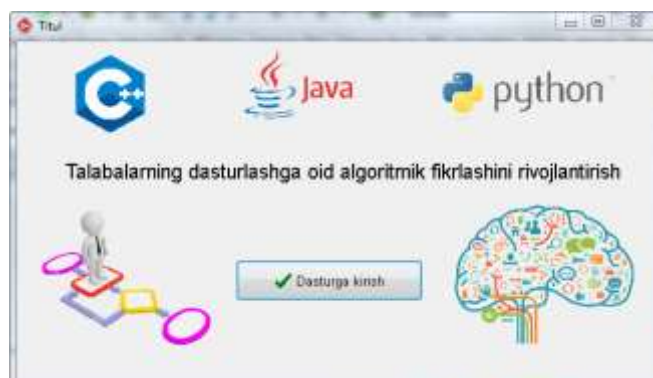 Titul
C++
Java
python
Talabalarning dasturlashga oid algoritmik fikrlashini rivojlantirish
Dasturga kirish